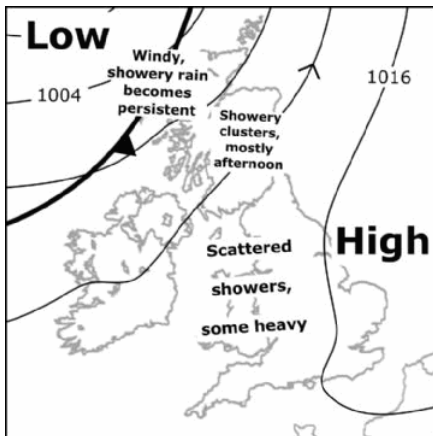 Low
Windy,
showery rain
becomes
persistent
1004
1016
Showery
clusters,
mostly
afternoon
High
Scattered
showers,
some heavy